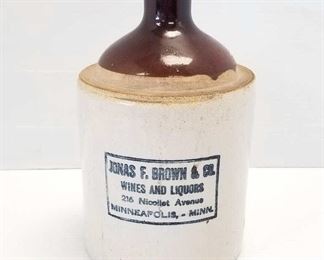 JONAS F. BROWN & CO.
WINES AND LIQUORS
216 Nicollet Avenue
MINNEAPOLIS, - MINN.